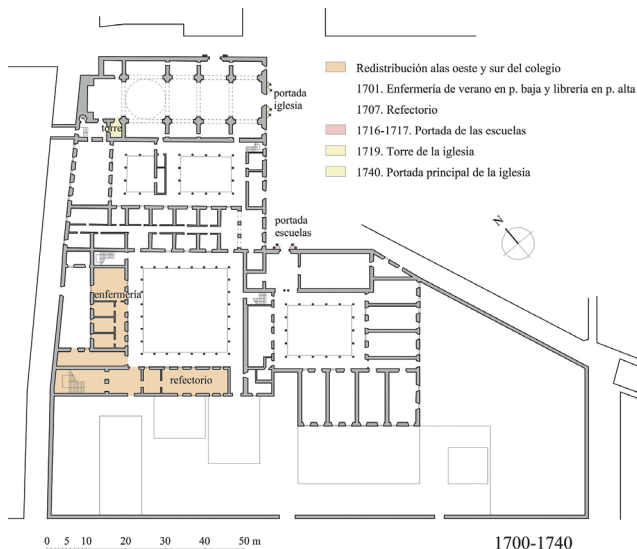 portada
iglesia
torre
Redistribución alas oeste y sur del colegio
1701. Enfermería de verano en p. baja y librería en p. alta
1707. Refectorio
1716-1717. Portada de las escuelas
1719. Torre de la iglesia
1740. Portada principal de la iglesia
portada
escuelas
N
enfermería
refectorio
0 5 10 20 30 40 50 m
1700-1740